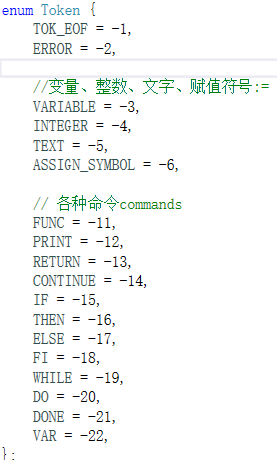 enum Token {
TOK_EOF = -1,
ERROR = -2,
//变量、整数、文字、赋值符号:=
VARIABLE = -3,
INTEGER = -4,
TEXT = -5,
ASSIGN_SYMBOL = -6,
// 各种命令commands
FUNC = -11,
PRINT = -12,
RETURN = -13,
CONTINUE = -14,
IF = -15,
THEN = -16,
ELSE = -17,
FI = -18,
WHILE = -19,
DO = -20,
DONE = -21,
VAR = -22,
};